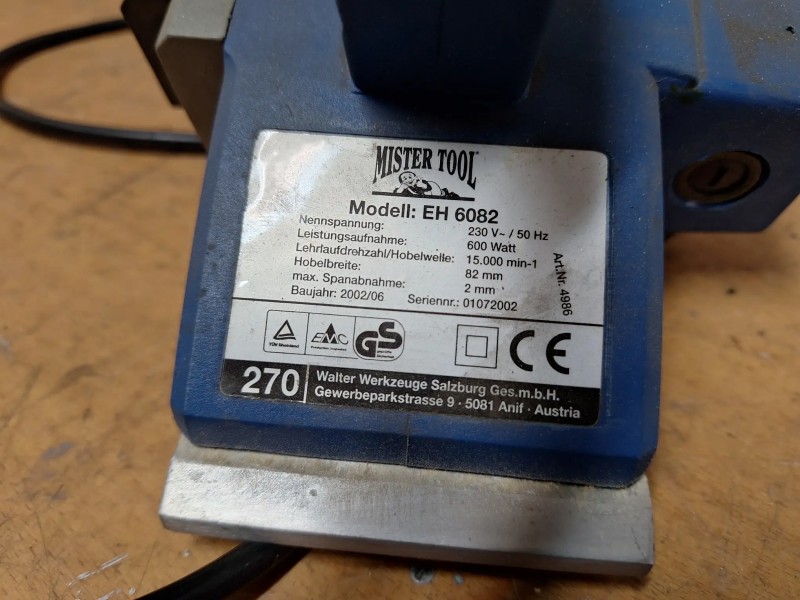 MISTER TOOL
Modell: EH 6082
Nennspannung: 230 V~ / 50 Hz
Leistungsaufnahme: 600 Watt
Lehrlaufdrehzahl/Hobelwelle: 15.000 min-1
Hobelbreite: 82 mm
max. Spanabnahme: 2 mm
Baujahr: 2002/06 Seriennr.: 01072002
Art.Nr. 4986
EMC
GS
CE
270
Walter Werkzeuge Salzburg Ges.m.b.H.
Gewerbeparkstrasse 9 · 5081 Anif · Austria